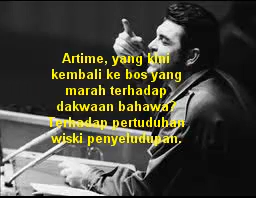 Artime, yang kini
kembali ke bos yang
marah terhadap
dakwaan bahawa?
Terhadap pertuduhan
wiski penyeludupan.